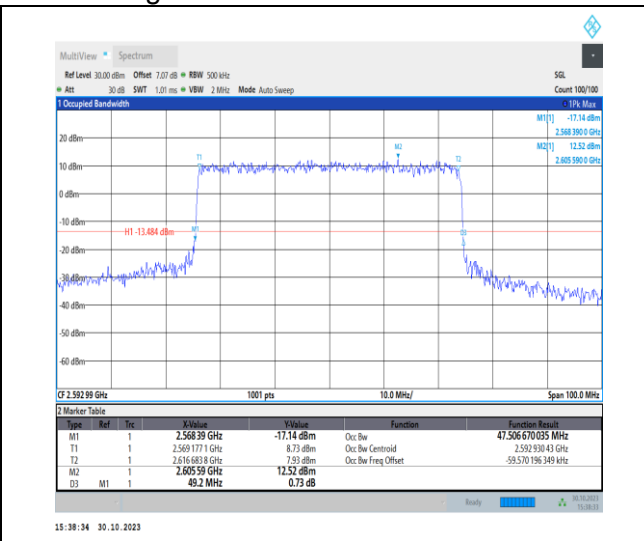 MultiView Spectrum
Ref Level 30.00 dBm Offset 7.07 dB RBW 500 kHz SGL
Att 30 dB SWT 1.01 ms VBW 2 MHz Mode Auto Sweep Count 100/100
1 Occupied Bandwidth 1Pk Max
M1[1] -17.14 dBm
2.568 390 0 GHz
M2[1] 12.52 dBm
2.605 590 0 GHz
20 dBm
M2
T1 T2
10 dBm
0 dBm
-10 dBm
H1 -13.484 dBm M1 D3
-20 dBm
-30 dBm
-40 dBm
-50 dBm
-60 dBm
CF 2.592 99 GHz 1001 pts 10.0 MHz/ Span 100.0 MHz
2 Marker Table
Type Ref Trc X-Value Y-Value Function Function Result
M1 1 2.568 39 GHz -17.14 dBm Occ Bw 47.506 670 035 MHz
T1 1 2.569 177 1 GHz 8.73 dBm Occ Bw Centroid 2.592 930 43 GHz
T2 1 2.616 683 8 GHz 7.93 dBm Occ Bw Freq Offset -59.570 196 349 kHz
M2 1 2.605 59 GHz 12.52 dBm
D3 M1 1 49.2 MHz 0.73 dB
Ready 30.10.2023
15:38:33
15:38:34 30.10.2023